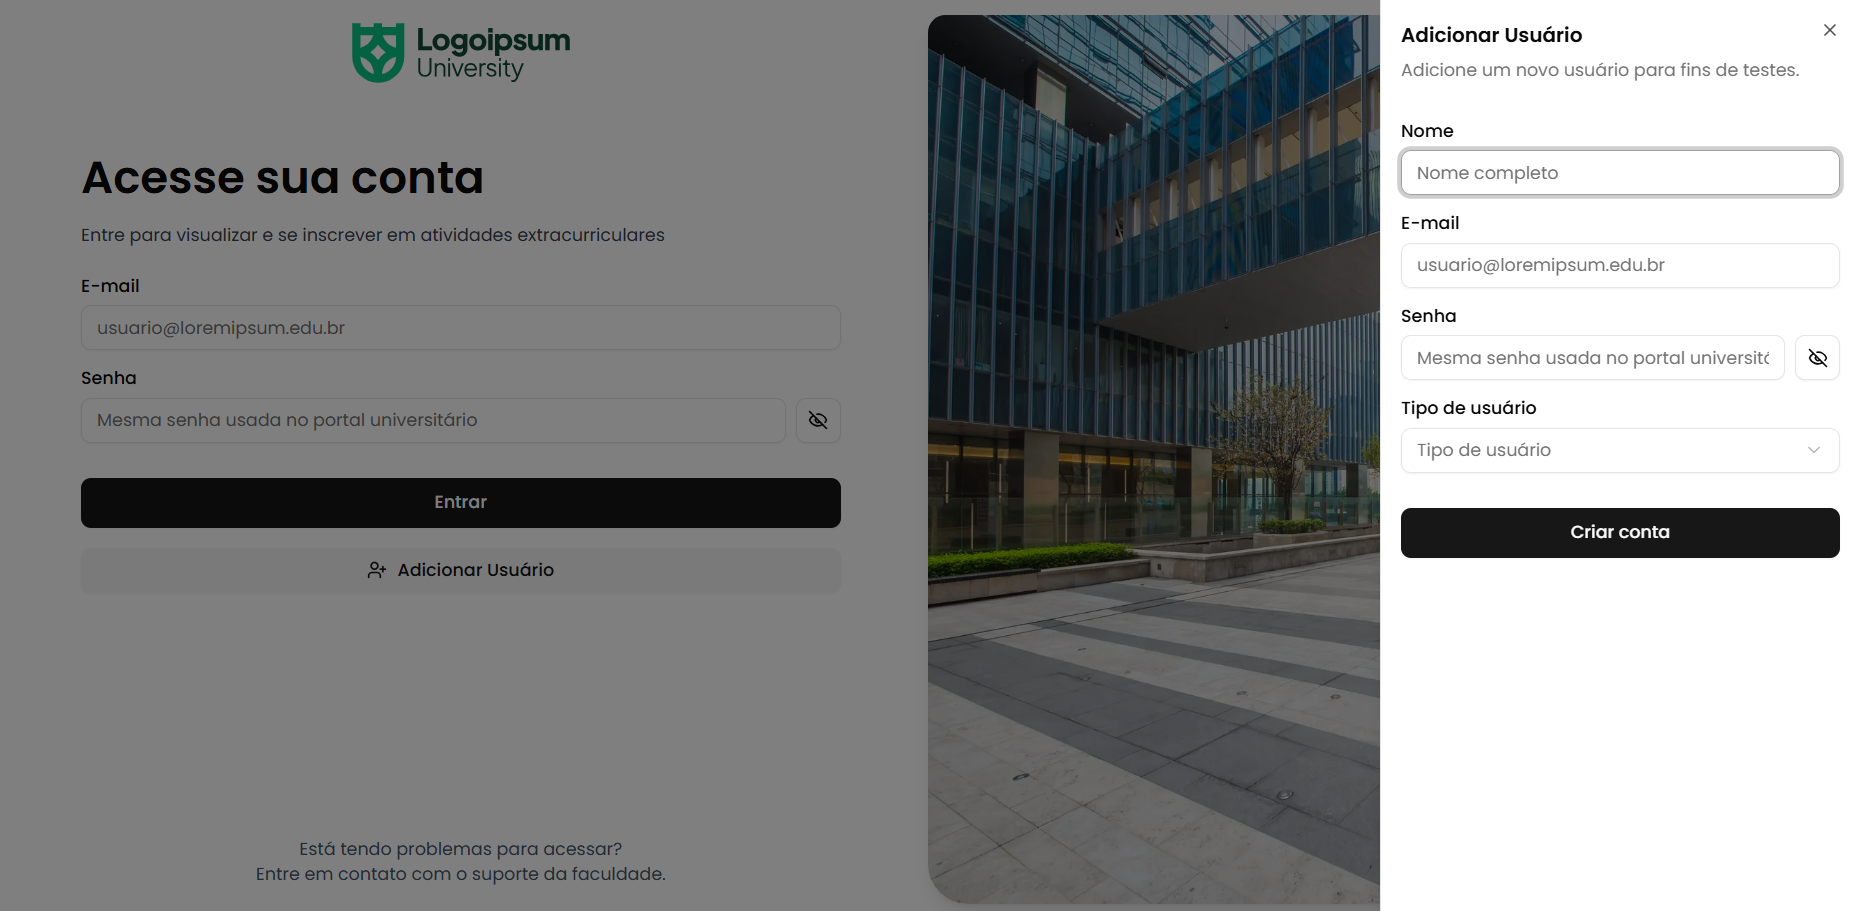 Logoipsum
University
Acesse sua conta
Entre para visualizar e se inscrever em atividades extracurriculares
E-mail
usuario@loremipsum.edu.br
Senha
Mesma senha usada no portal universitário
Entrar
Adicionar Usuário
Está tendo problemas para acessar?
Entre em contato com o suporte da faculdade.
Adicionar Usuário
Adicione um novo usuário para fins de testes.
Nome
Nome completo
E-mail
usuario@loremipsum.edu.br
Senha
Mesma senha usada no portal universitá
Tipo de usuário
Tipo de usuário
Criar conta